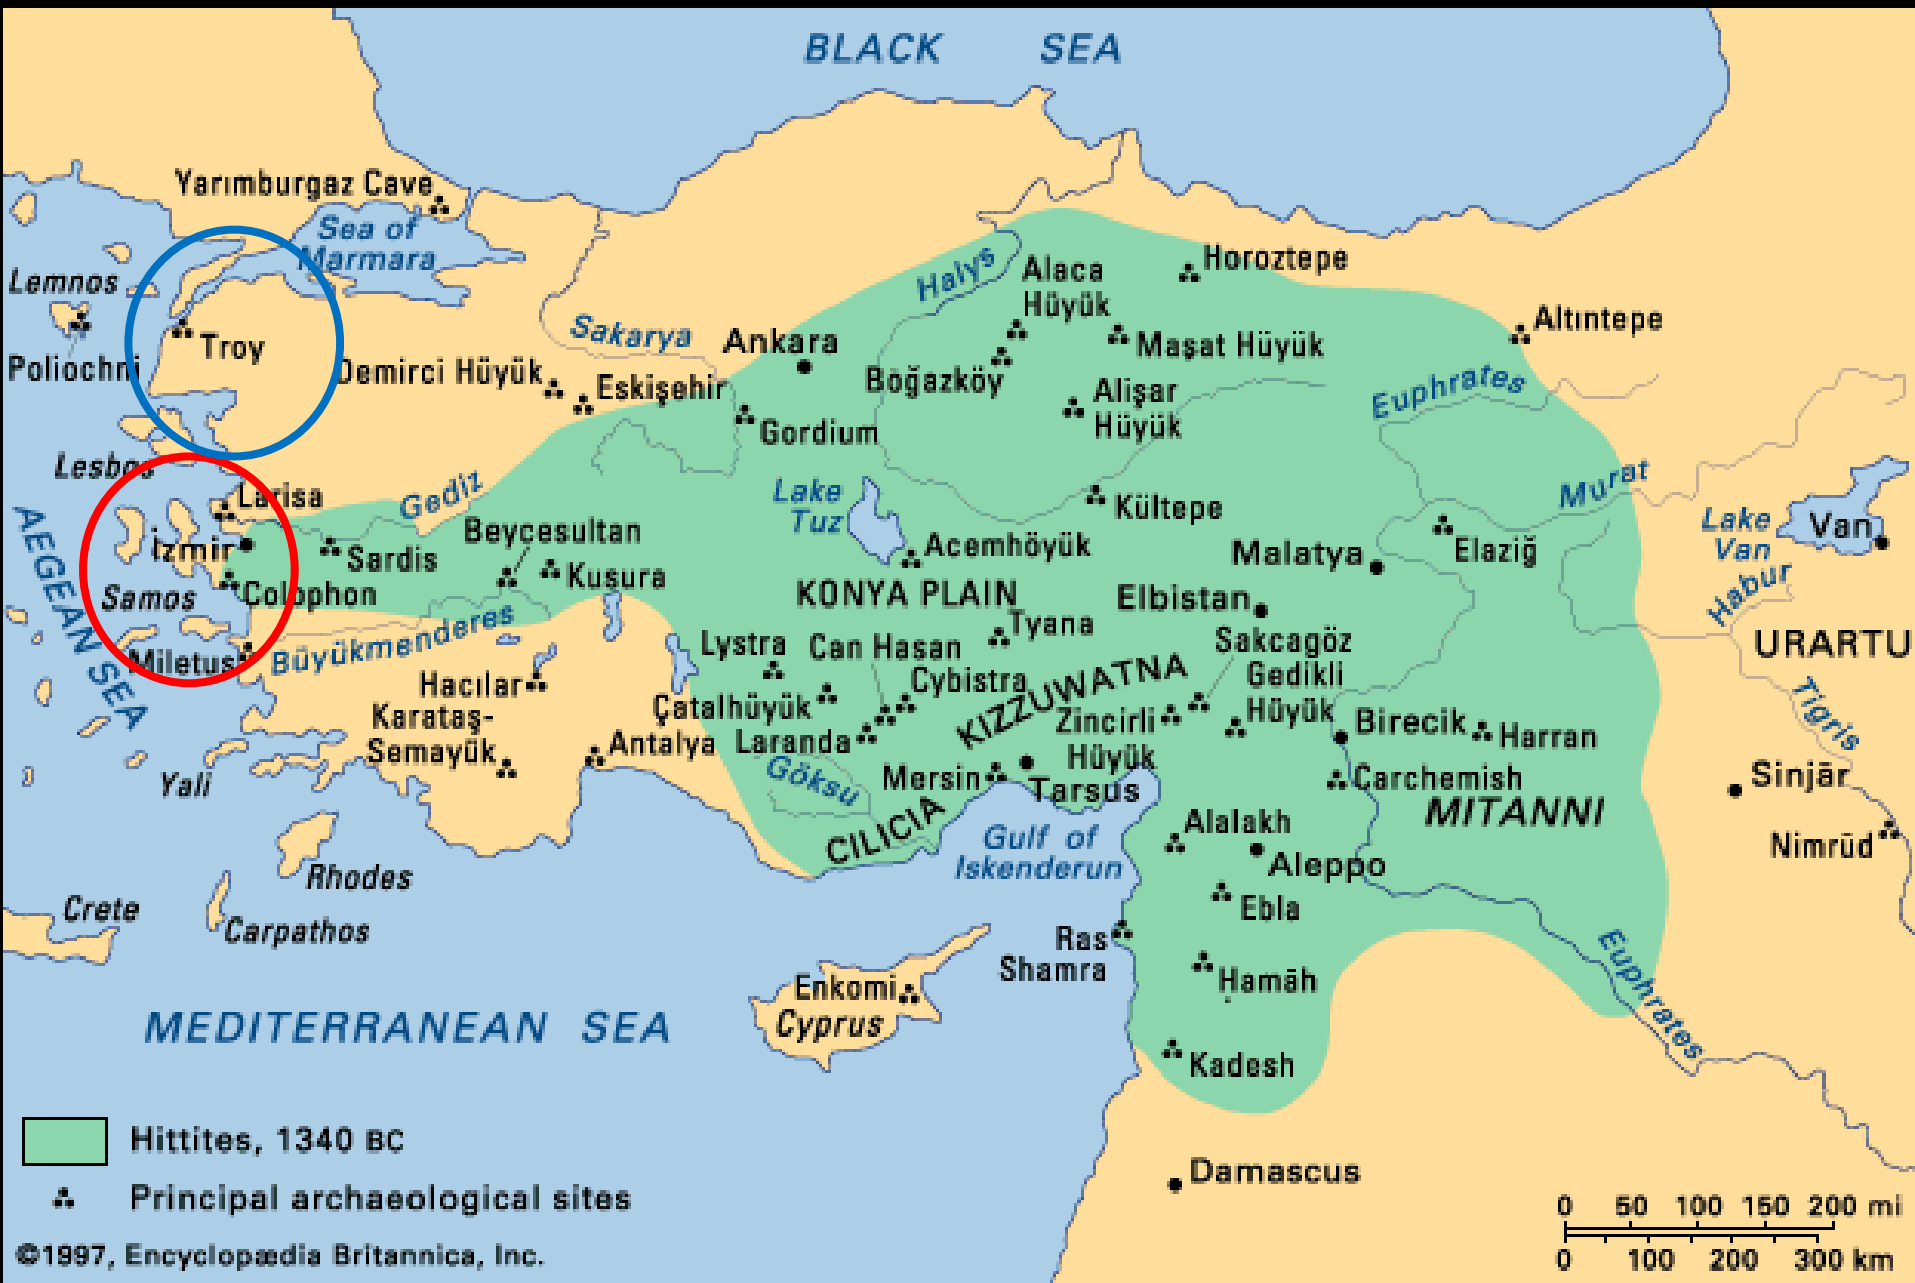 BLACK SEA
Yarımburgaz Cave
Sea of
Marmara
Lemnos
Poliochni
Troy
Demirci Hüyük
Sakarya
Eskişehir
Ankara
Gordium
Halys
Alaca
Hüyük
Horoztepe
Boğazköy
Maşat Hüyük
Alişar
Hüyük
Altıntepe
Euphrates
Murat
Lesbos
Larisa
Gediz
İzmir
Sardis
Beycesultan
Kusura
Colophon
Samos
AEGEAN SEA
Miletus
Büyükmenderes
Lake
Tuz
Acemhöyük
Kültepe
KONYA PLAIN
Malatya
Elaziğ
Lake
Van
Van
Habur
URARTU
Elbistan
Tyana
Sakcagöz
Lystra
Can Hasan
Cybistra
KIZZUWATNA
Gedikli
Hüyük
Hacılar
Çatalhüyük
Karataş-
Semayük
Antalya
Laranda
Zincirli
Hüyük
Birecik
Harran
Tigris
Yali
Göksu
Mersin
Tarsus
Carchemish
Sinjār
CILICIA
MITANNI
Gulf of
Iskenderun
Alalakh
Aleppo
Nimrūd
Rhodes
Crete
Carpathos
Ebla
Ras
Shamra
Hamāh
Euphrates
Enkomi
Cyprus
MEDITERRANEAN SEA
Kadesh
Damascus
Hittites, 1340 BC
Principal archaeological sites
©1997, Encyclopædia Britannica, Inc.
0 50 100 150 200 mi
0 100 200 300 km